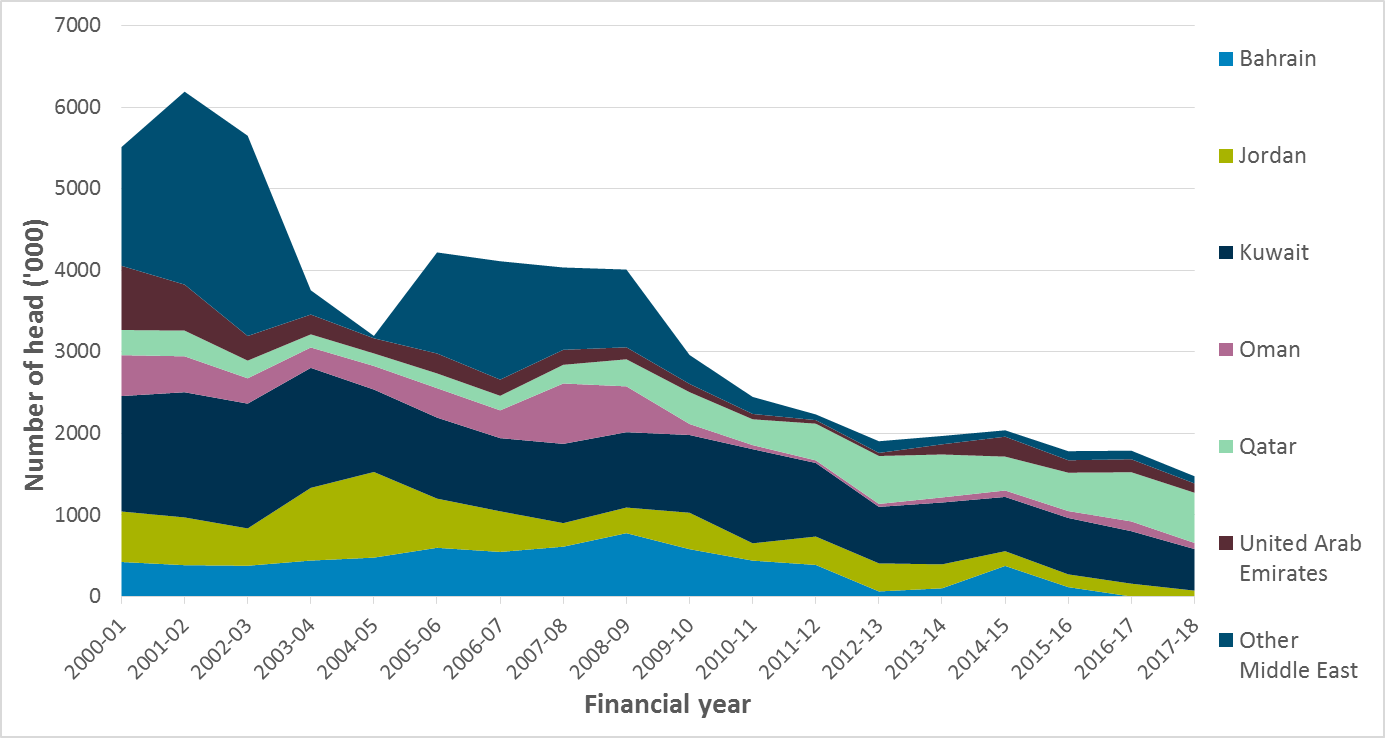 7000
6000
5000
4000
3000
2000
1000
0
Number of head ('000)
2000-01
2001-02
2002-03
2003-04
2004-05
2005-06
2006-07
2007-08
2008-09
2009-10
2010-11
2011-12
2012-13
2013-14
2014-15
2015-16
2016-17
2017-18
Financial year
Bahrain
Jordan
Kuwait
Oman
Qatar
United Arab
Emirates
Other
Middle East